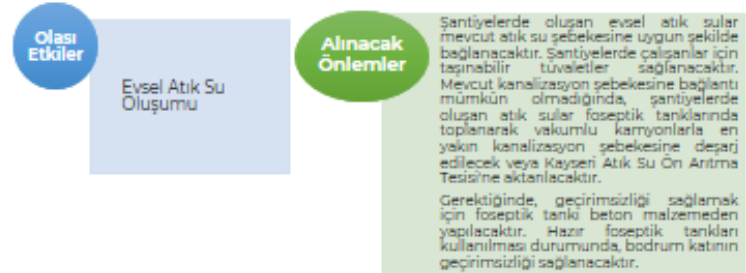 Olası
Etkiler
Evsel Atık Su
Oluşumu
Alınacak
Önlemler
Şantiyelerde oluşan evsel atık sular
mevcut atık su şebekesine uygun şekilde
bağlanacaktır. Şantiyelerde çalışanlar için
taşınabilir tuvaletler sağlanacaktır.
Mevcut kanalizasyon şebekesine bağlantı
mümkün olmadığında, şantiyelerde
oluşan atık sular foseptik tanklarında
toplanarak vakumlu kamyonlarla en
yakın kanalizasyon şebekesine deşarj
edilecek veya Kayseri Atık Su Ön Arıtma
Tesisi'ne aktarılacaktır.
Gerektiğinde, geçirimsizliği sağlamak
için foseptik tanki beton malzemeden
yapılacaktır. Hazır foseptik tankları
kullanılması durumunda, bodrum katının
geçirimsizliği sağlanacaktır.